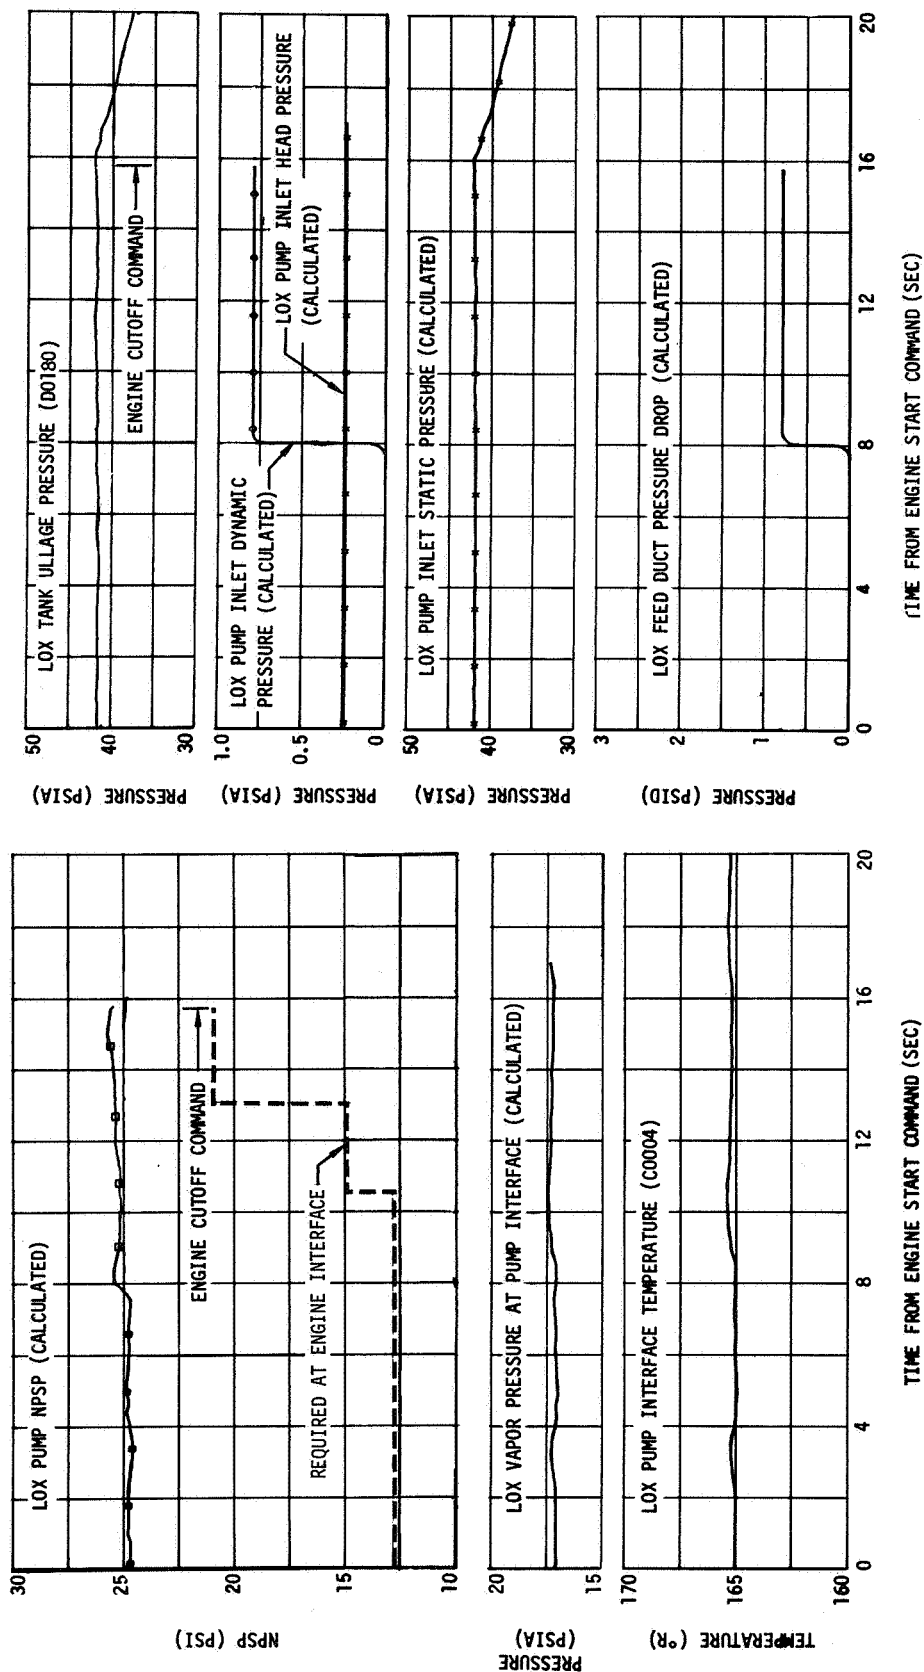 LOX PUMP NPSP (CALCULATED)
30
25
20
15
10
NPSP (PSI)
ENGINE CUTOFF COMMAND
REQUIRED AT ENGINE INTERFACE
LOX VAPOR PRESSURE AT PUMP INTERFACE (CALCULATED)
20
15
PRESSURE
(PSIA)
LOX PUMP INTERFACE TEMPERATURE (C0004)
170
165
160
TEMPERATURE (°R)
0
4
8
12
16
20
TIME FROM ENGINE START COMMAND (SEC)
LOX TANK ULLAGE PRESSURE (D0180)
50
40
30
PRESSURE (PSIA)
ENGINE CUTOFF COMMAND
1.0
0.5
0
PRESSURE (PSIA)
LOX PUMP INLET DYNAMIC
PRESSURE (CALCULATED)
LOX PUMP INLET HEAD PRESSURE
(CALCULATED)
LOX PUMP INLET STATIC PRESSURE (CALCULATED)
50
40
30
PRESSURE (PSIA)
LOX FEED DUCT PRESSURE DROP (CALCULATED)
3
2
1
0
PRESSURE (PSID)
0
4
8
12
16
20
TIME FROM ENGINE START COMMAND (SEC)